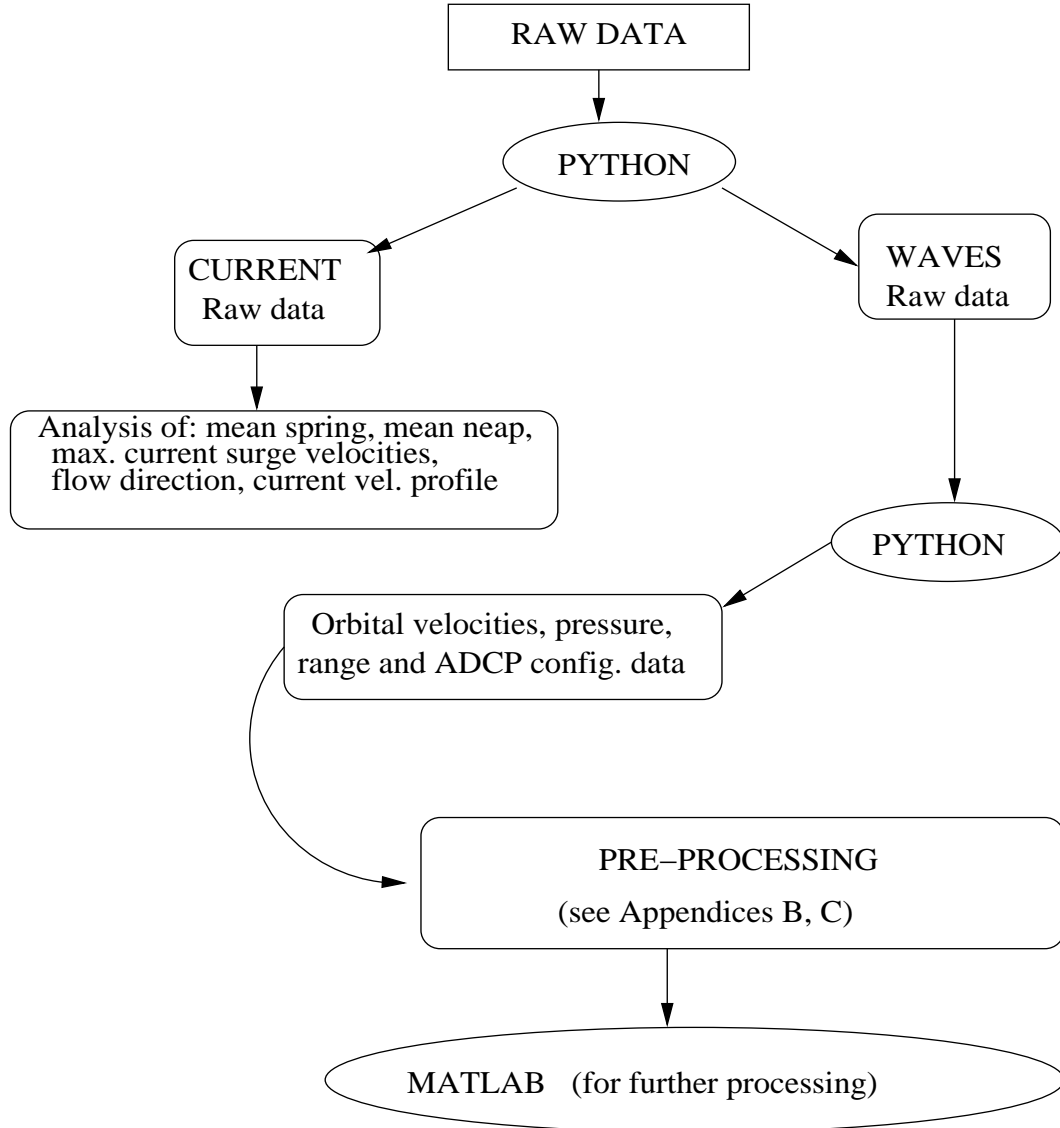 RAW DATA
PYTHON
CURRENT
Raw data
WAVES
Raw data
Analysis of: mean spring, mean neap,
max. current surge velocities,
flow direction, current vel. profile
PYTHON
Orbital velocities, pressure,
range and ADCP config. data
PRE–PROCESSING
(see Appendices B, C)
MATLAB (for further processing)